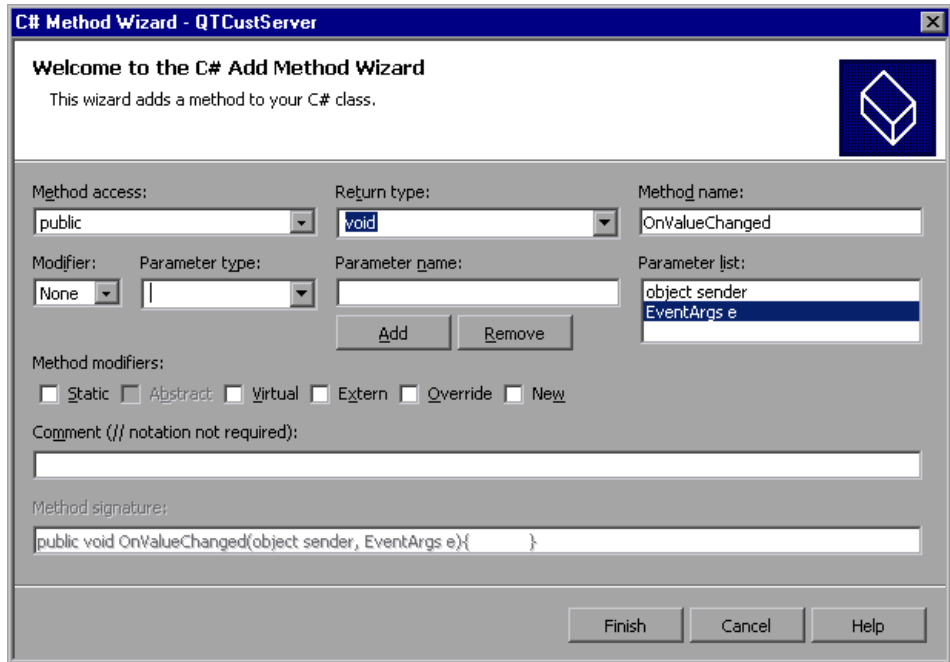 C# Method Wizard - QTCustServer
Welcome to the C# Add Method Wizard
This wizard adds a method to your C# class.
Method access:
Return type:
Method name:
public
void
OnValueChanged
Modifier:
Parameter type:
Parameter name:
Parameter list:
None
object sender
EventArgs e
Add
Remove
Method modifiers:
Static
Abstract
Virtual
Extern
Override
New
Comment (// notation not required):
Method signature:
public void OnValueChanged(object sender, EventArgs e){ }
Finish
Cancel
Help